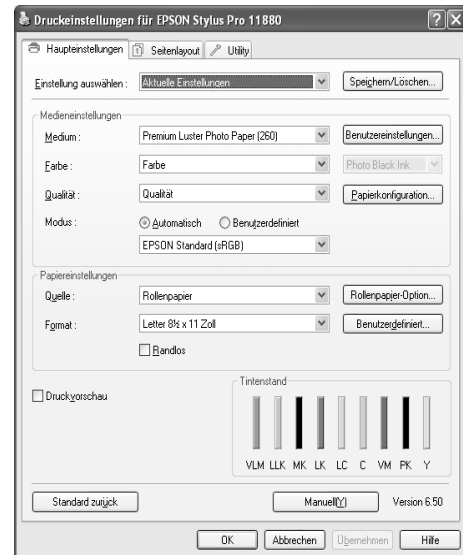 Druckeinstellungen für EPSON Stylus Pro 11880
Haupteinstellungen Seitenlayout Utility
Einstellung auswählen : Aktuelle Einstellungen Speichern/Löschen...
Medieneinstellungen
Medium : Premium Luster Photo Paper (260) Benutzereinstellungen...
Farbe : Farbe Photo Black Ink
Qualität : Qualität Papierkonfiguration...
Modus : Automatisch Benutzerdefiniert
EPSON Standard (sRGB)
Papiereinstellungen
Quelle : Rollenpapier Rollenpapier-Option...
Format : Letter 8½ x 11 Zoll Benutzerdefiniert...
Randlos
Druckvorschau
Tintenstand
VLM LLK MK LK LC C VM PK Y
Standard zurück Manuell(Y) Version 6.50
OK Abbrechen Übernehmen Hilfe